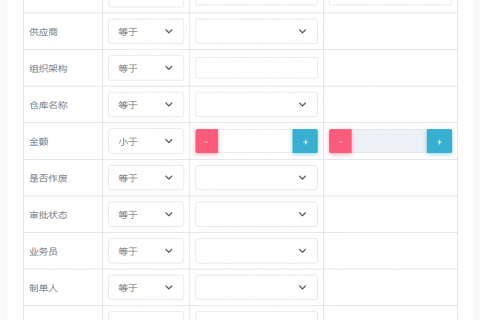 供应商 等于
组织架构 等于
仓库名称 等于
金额 小于 - + - +
是否作废 等于
审批状态 等于
业务员 等于
制单人 等于